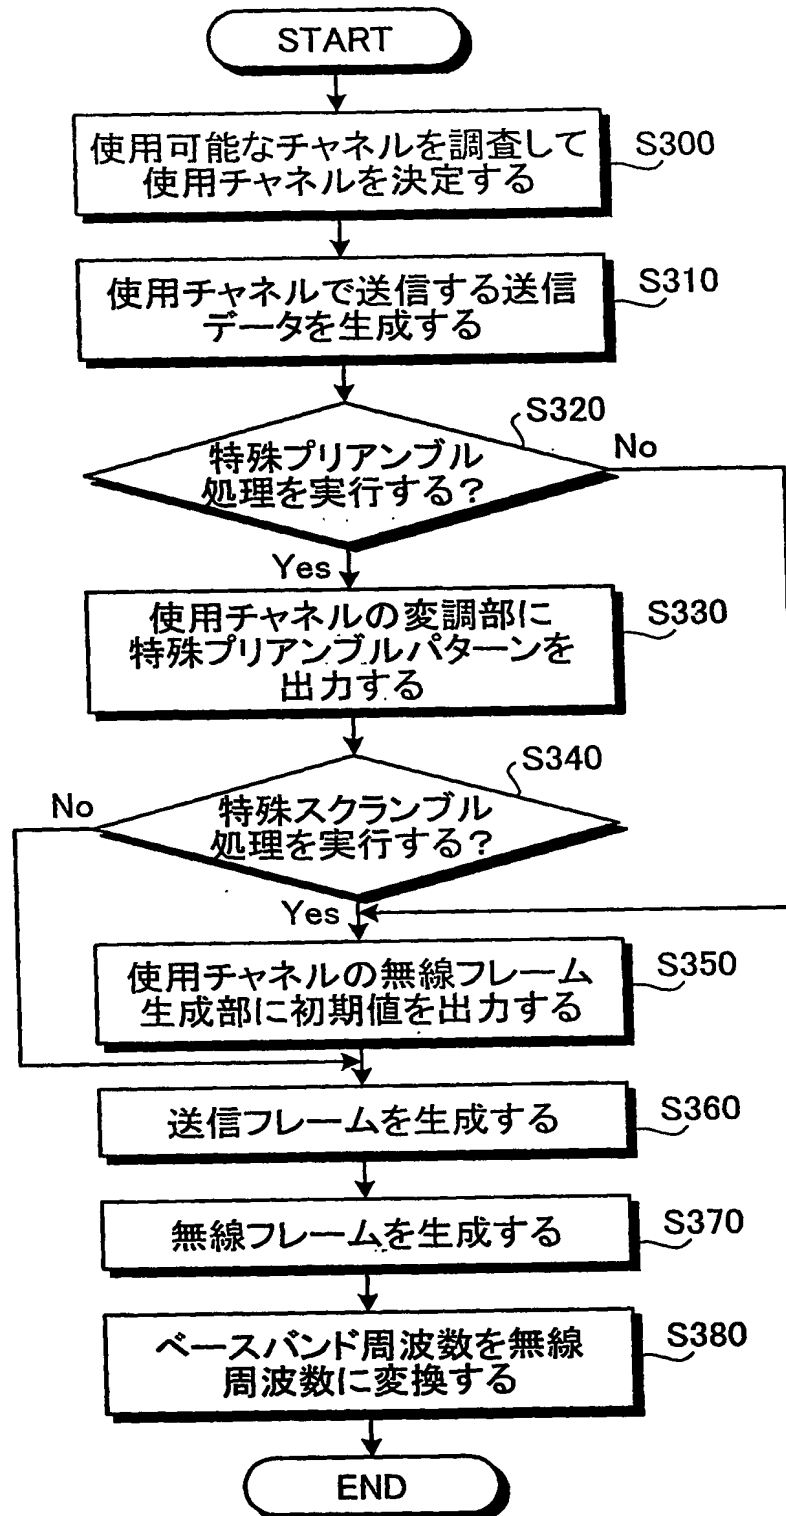 START
使用可能なチャネルを調査して
使用チャネルを決定する
S300
使用チャネルで送信する送信
データを生成する
S310
S320
特殊プリアンブル
処理を実行する?
No
Yes
使用チャネルの変調部に
特殊プリアンブルパターンを
出力する
S330
S340
No
特殊スクランブル
処理を実行する?
Yes
使用チャネルの無線フレーム
生成部に初期値を出力する
S350
送信フレームを生成する
S360
無線フレームを生成する
S370
ベースバンド周波数を無線
周波数に変換する
S380
END